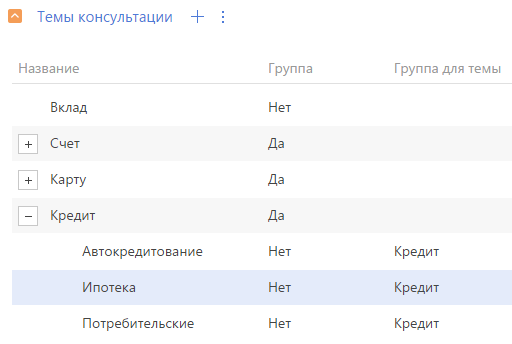 Темы консультации
Название Группа Группа для темы
Вклад Нет
Счет Да
Карту Да
Кредит Да
Автокредитование Нет Кредит
Ипотека Нет Кредит
Потребительские Нет Кредит